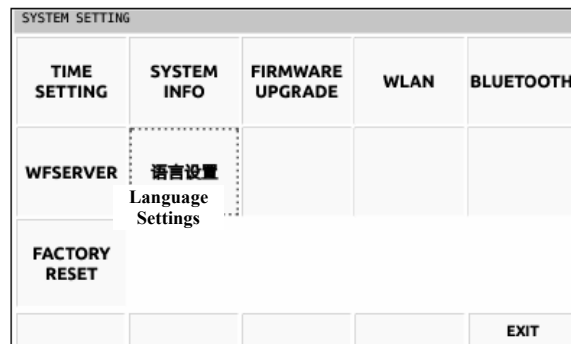 SYSTEM SETTING
TIME
SETTING
SYSTEM
INFO
FIRMWARE
UPGRADE
WLAN
BLUETOOTH
WFSERVER
语言设置
Language
Settings
FACTORY
RESET
EXIT